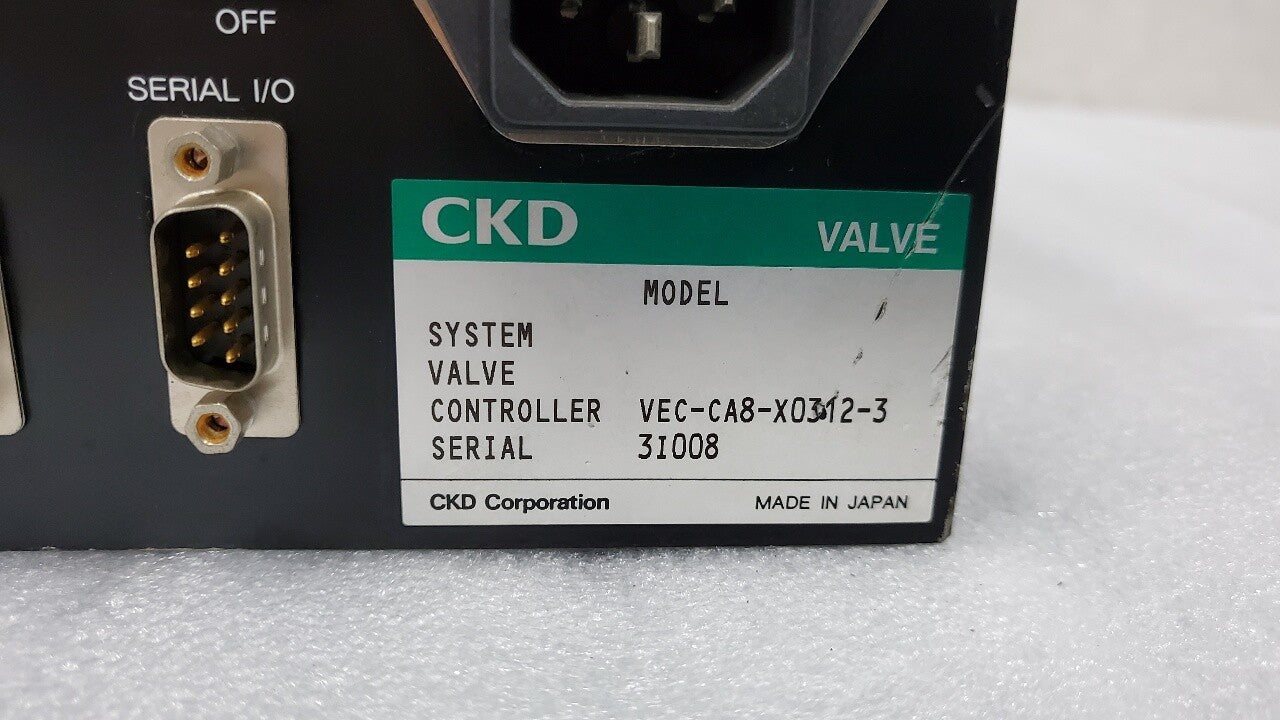 OFF
SERIAL I/O
CKD VALVE
MODEL
SYSTEM
VALVE
CONTROLLER VEC-CA8-X0312-3
SERIAL 3I008
CKD Corporation MADE IN JAPAN